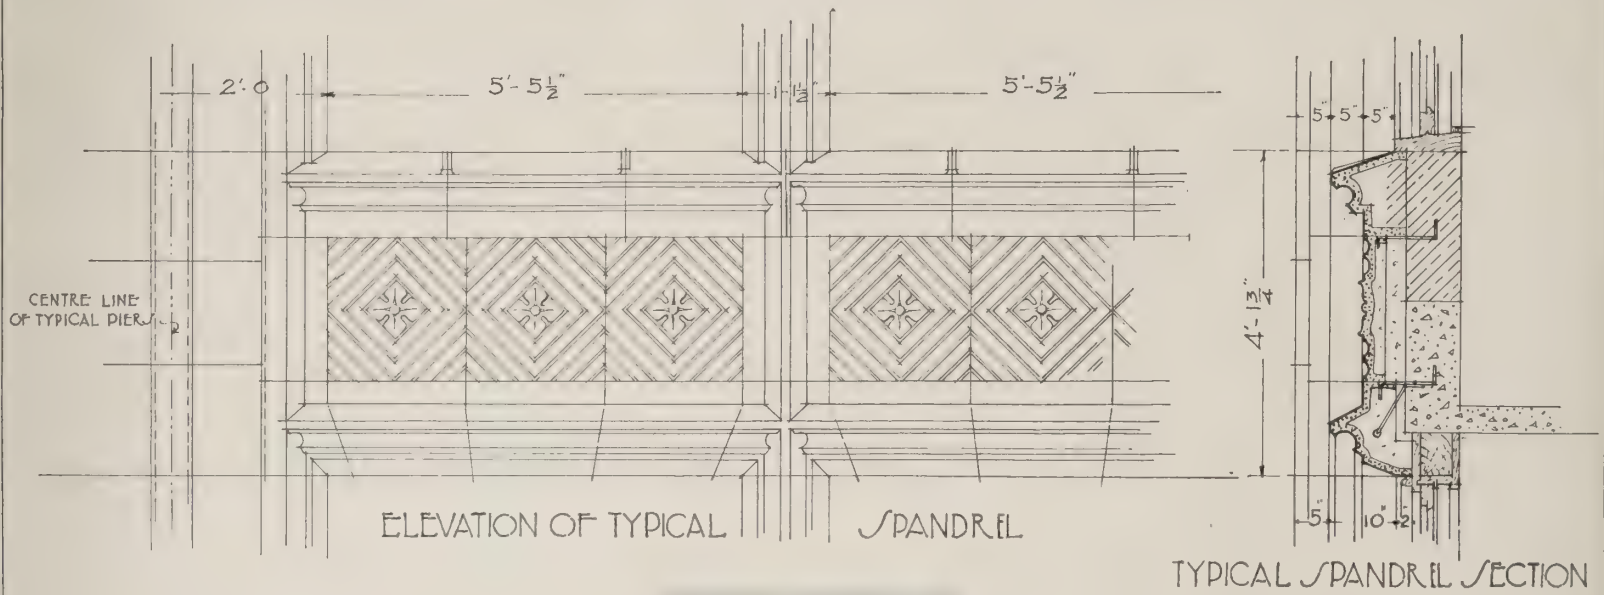 2'.0
5'-5½"
1'-1½"
5'-5½"
5" 5" 5"
CENTRE LINE
OF TYPICAL PIERS
4'-1¾"
ELEVATION OF TYPICAL SPANDREL
5" 10" 2"
TYPICAL SPANDREL SECTION